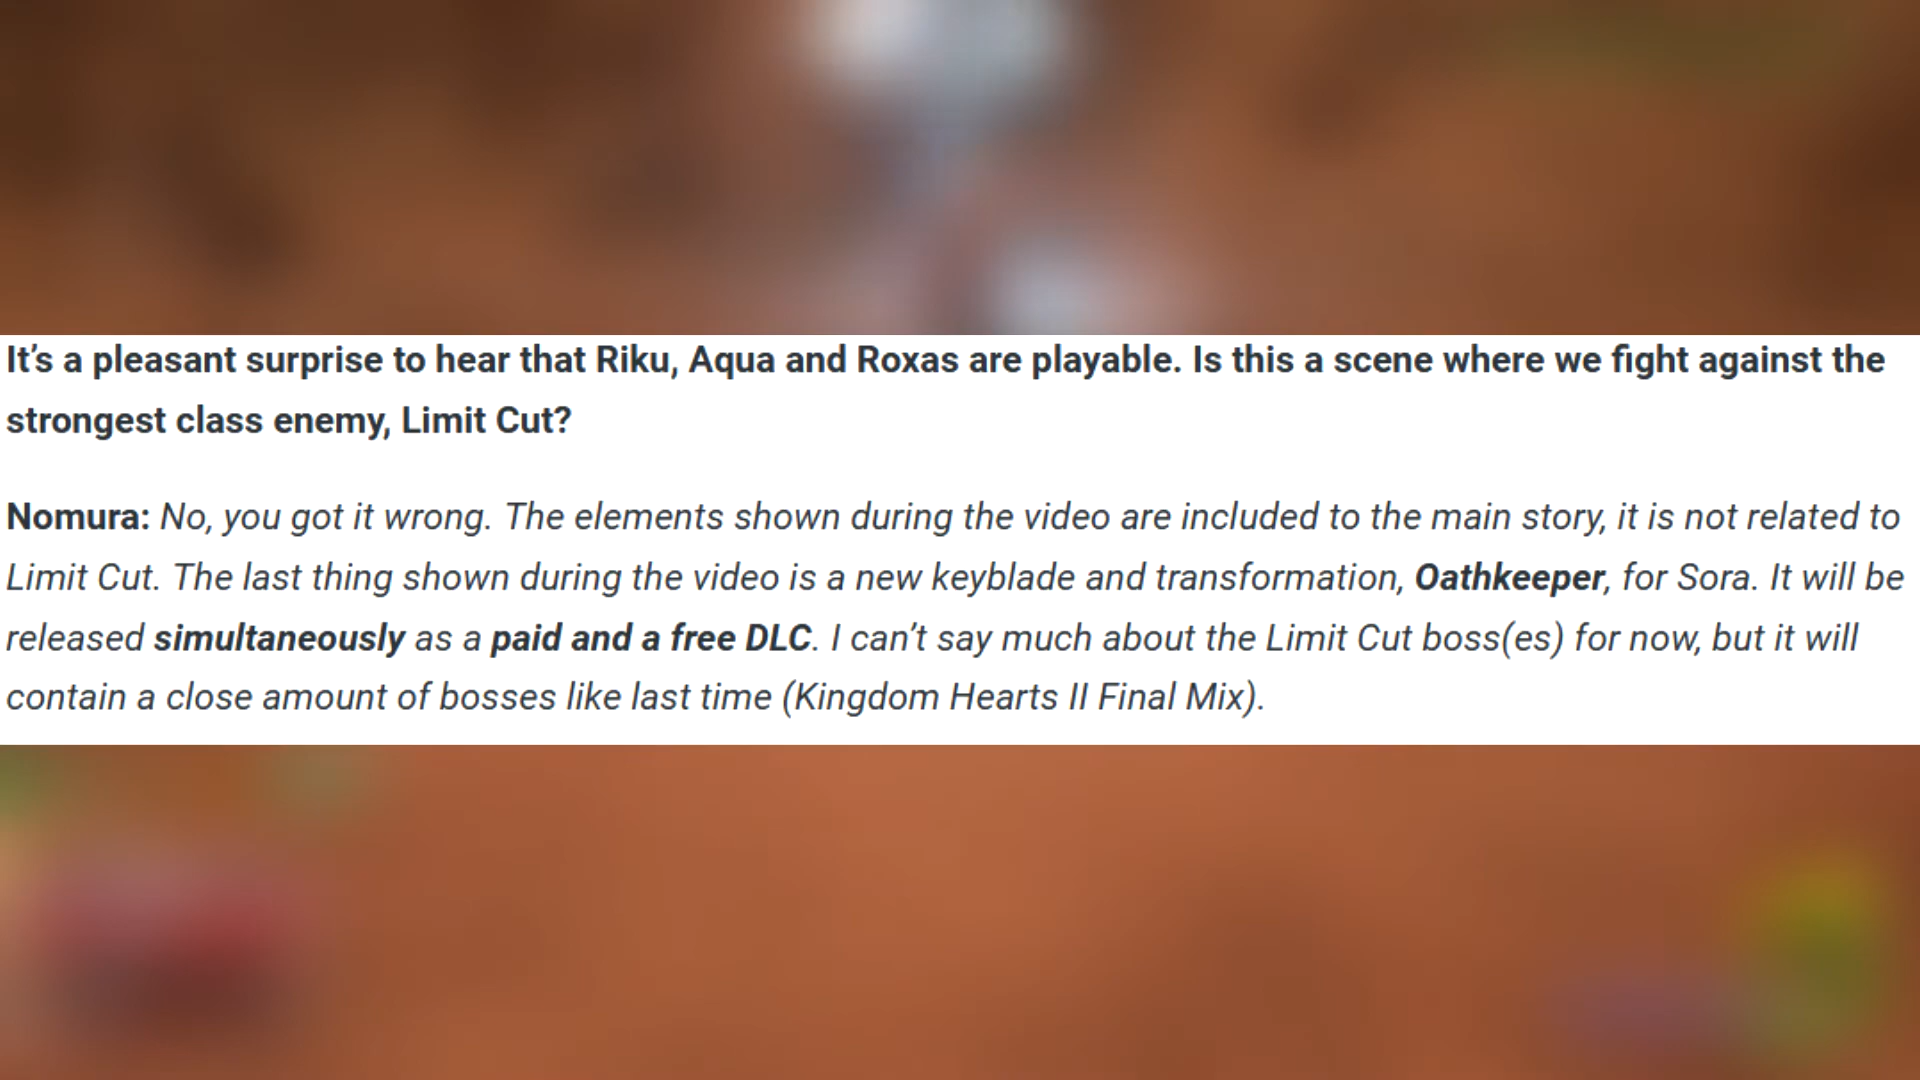 It’s a pleasant surprise to hear that Riku, Aqua and Roxas are playable. Is this a scene where we fight against the
strongest class enemy, Limit Cut?
Nomura: No, you got it wrong. The elements shown during the video are included to the main story, it is not related to
Limit Cut. The last thing shown during the video is a new keyblade and transformation, Oathkeeper, for Sora. It will be
released simultaneously as a paid and a free DLC. I can’t say much about the Limit Cut boss(es) for now, but it will
contain a close amount of bosses like last time (Kingdom Hearts II Final Mix).